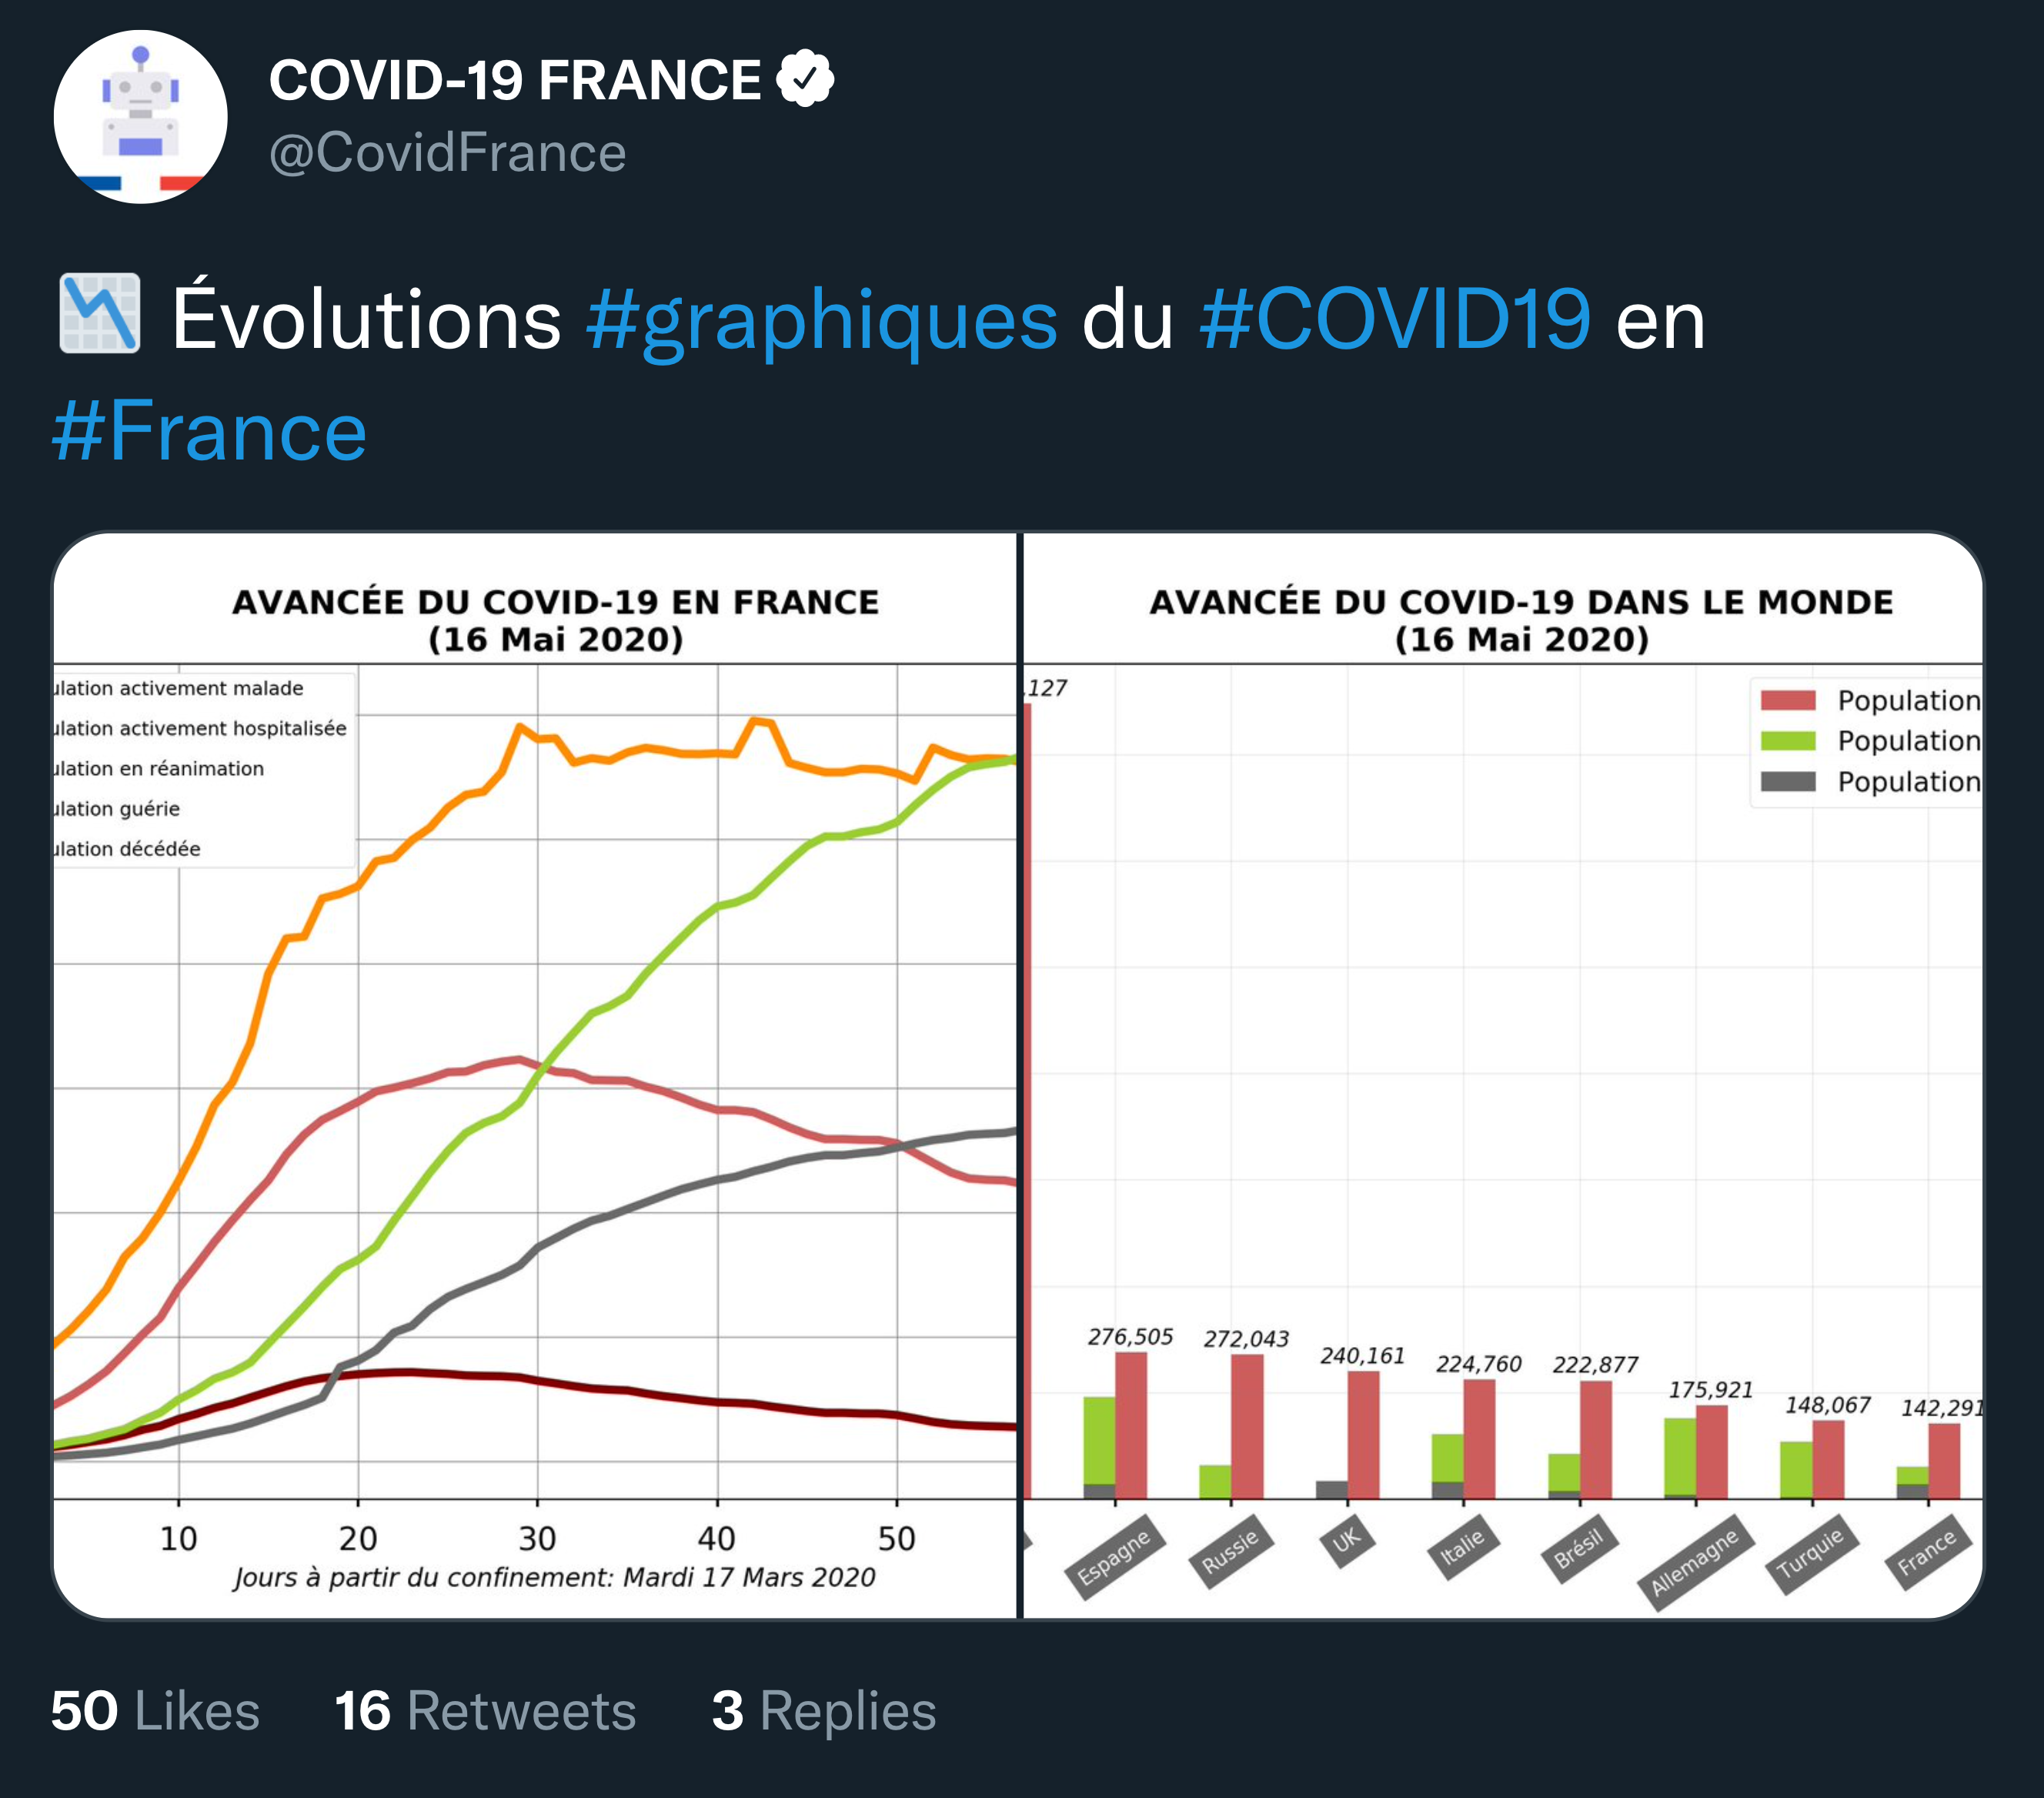 COVID-19 FRANCE
@CovidFrance
Évolutions #graphiques du #COVID19 en
#France
AVANCÉE DU COVID-19 EN FRANCE
(16 Mai 2020)
ulation activement malade
ulation activement hospitalisée
ulation en réanimation
ulation guérie
ulation décédée
10 20 30 40 50
Jours à partir du confinement: Mardi 17 Mars 2020
AVANCÉE DU COVID-19 DANS LE MONDE
(16 Mai 2020)
,127
Population
Population
Population
276,505 272,043 240,161 224,760 222,877 175,921 148,067 142,291
Espagne Russie UK Italie Brésil Allemagne Turquie France
50 Likes 16 Retweets 3 Replies